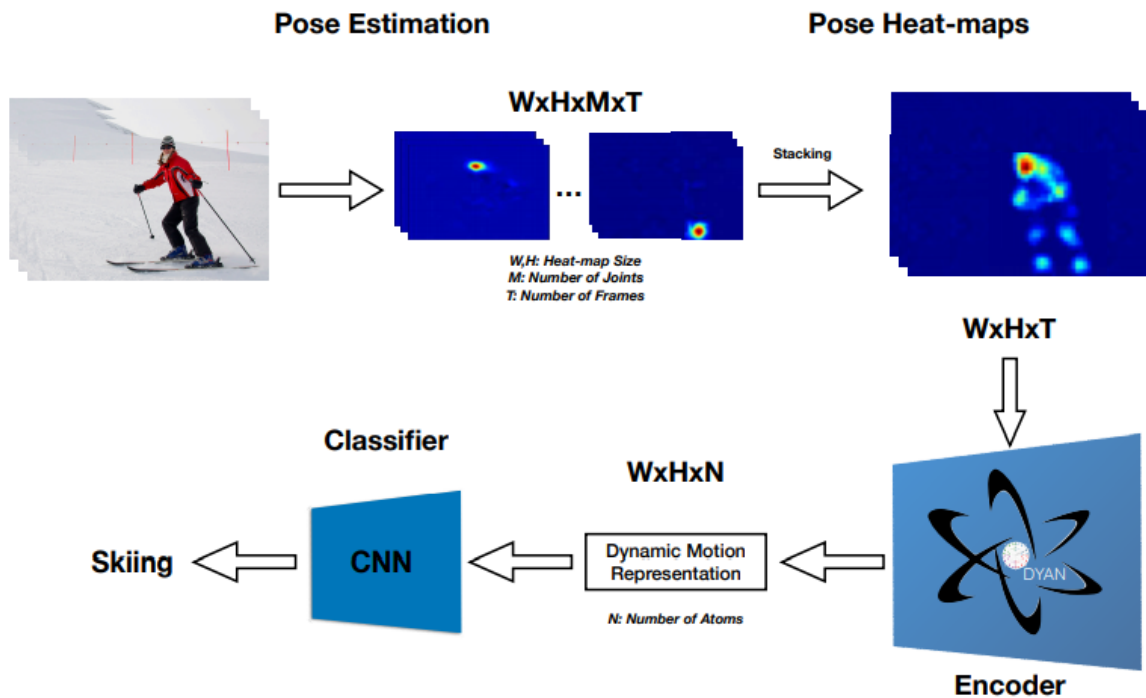 Pose Estimation
Pose Heat-maps
WxHxMxT
...
Stacking
W,H: Heat-map Size
M: Number of Joints
T: Number of Frames
WxHxT
Classifier
WxHxN
Skiing
CNN
Dynamic Motion
Representation
DYAN
N: Number of Atoms
Encoder